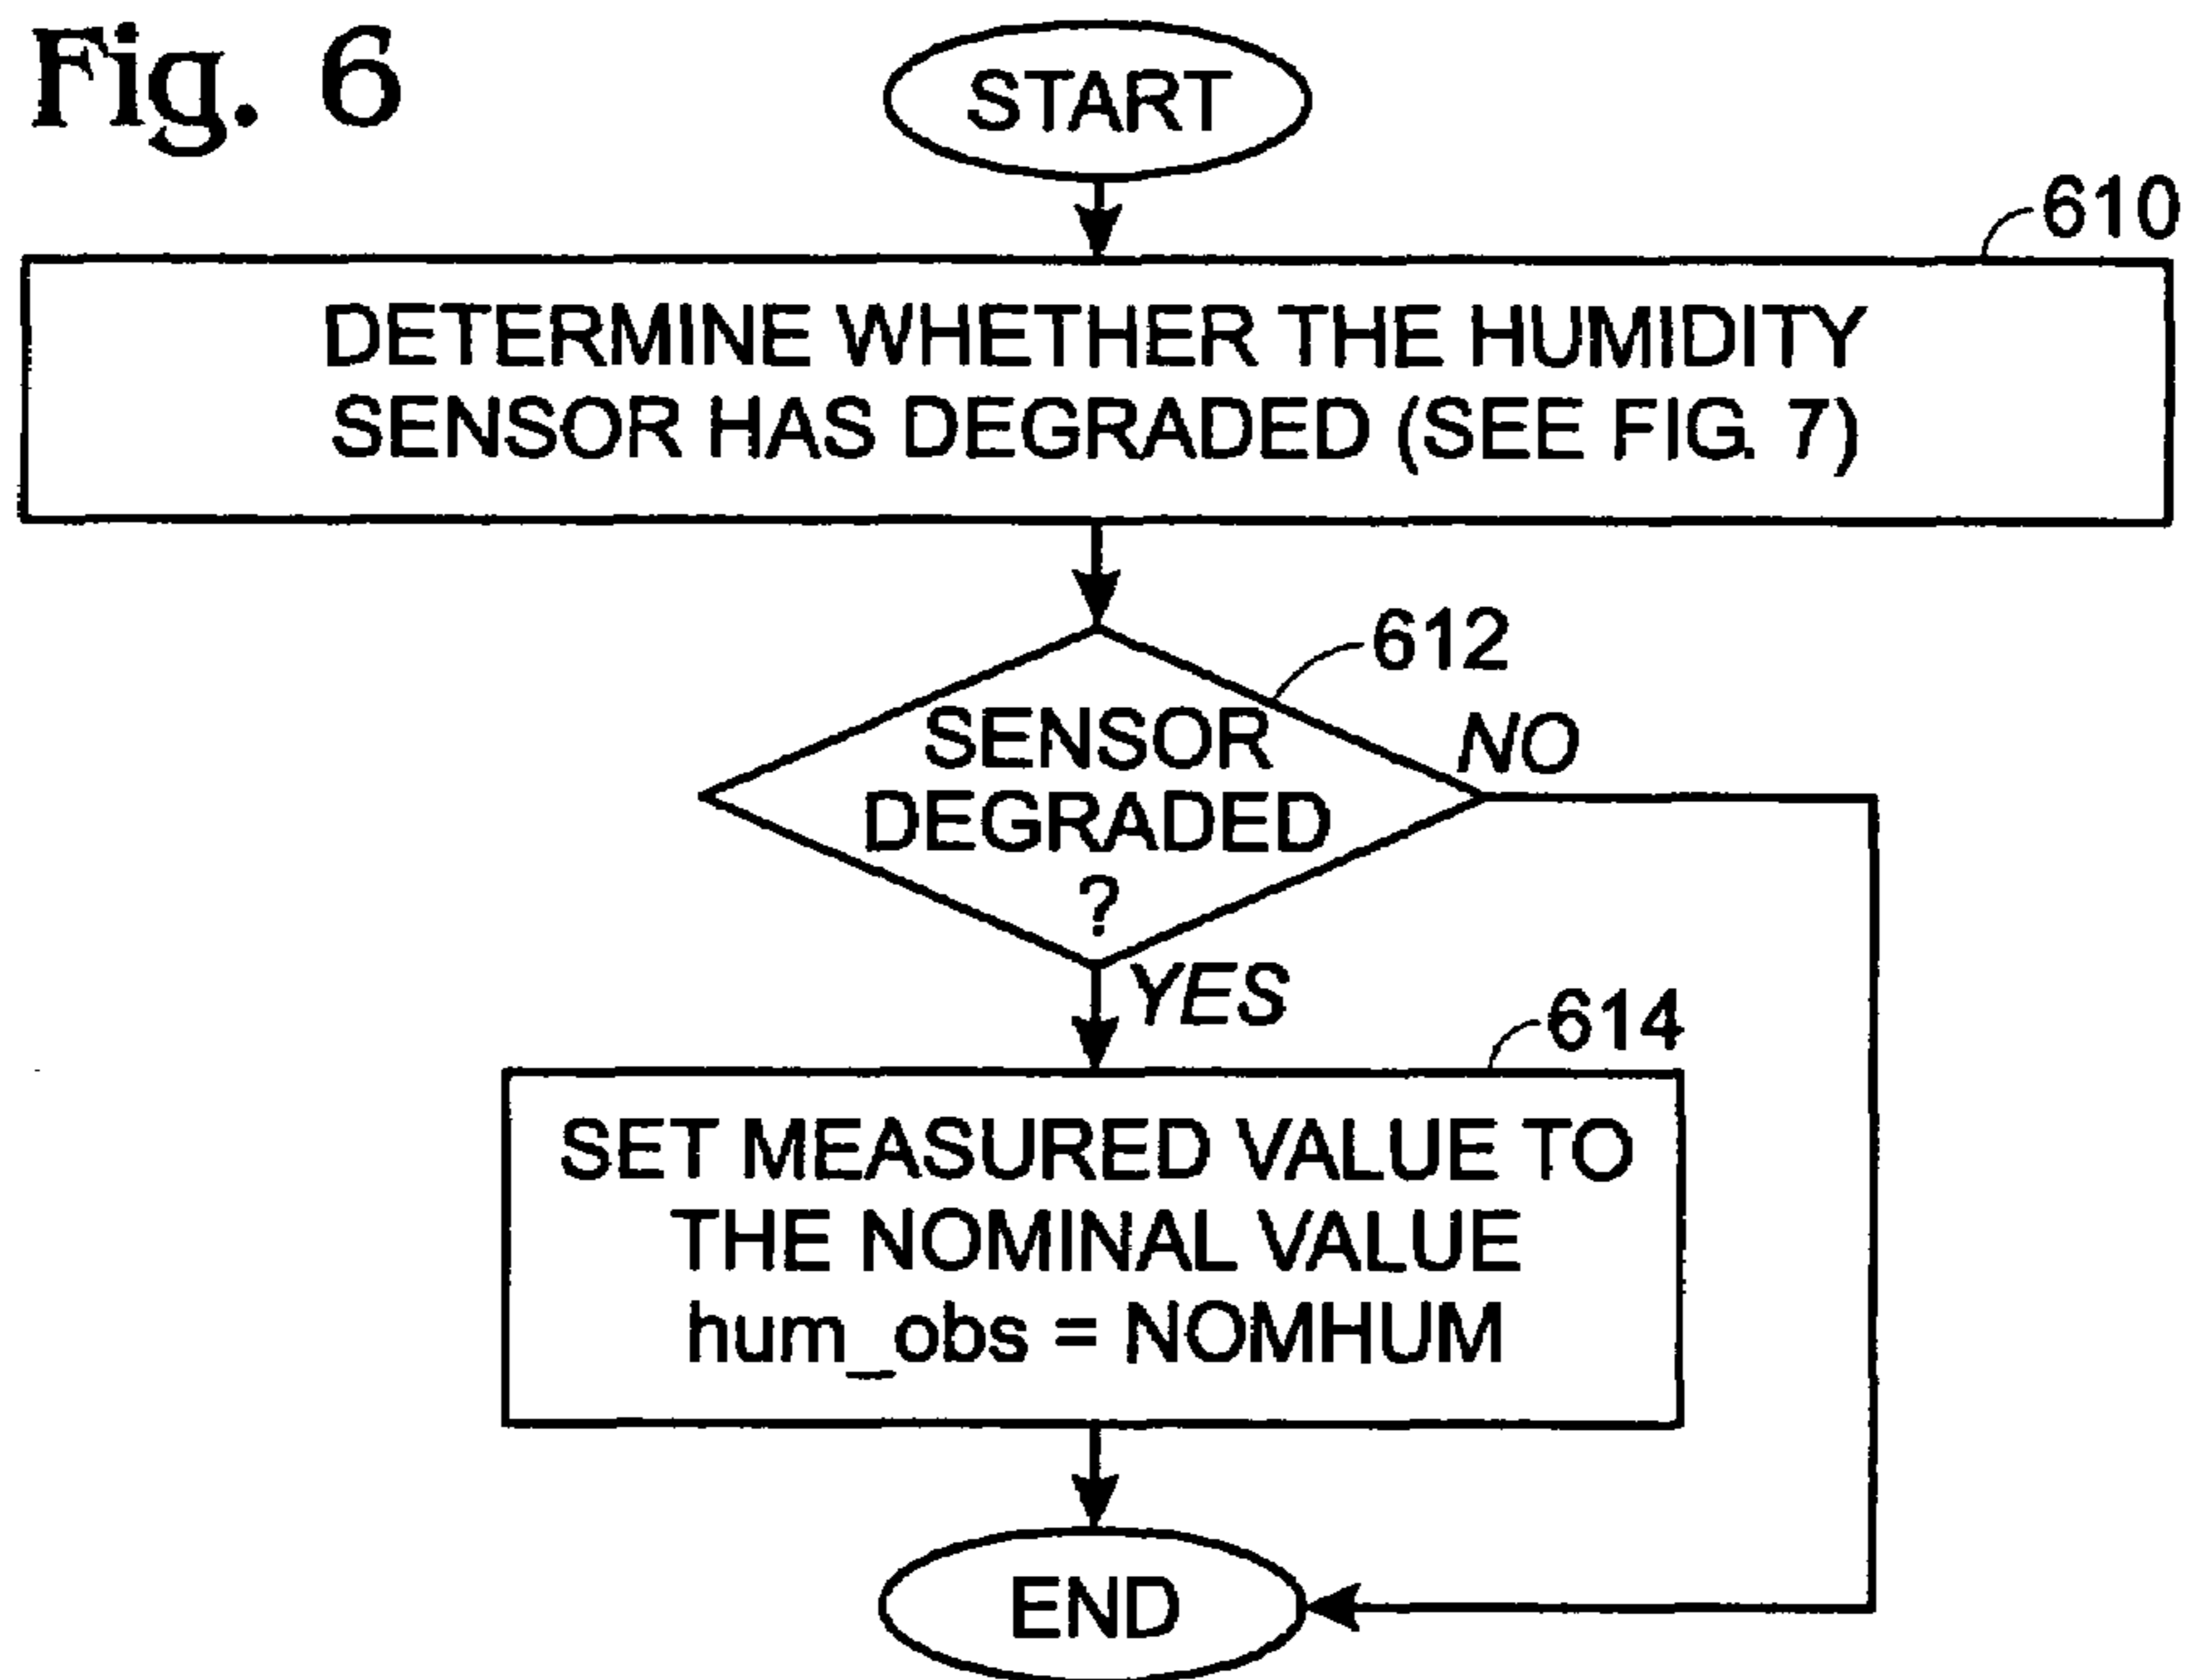 Fig. 6
START
610
DETERMINE WHETHER THE HUMIDITY
SENSOR HAS DEGRADED (SEE FIG. 7)
612
SENSOR
DEGRADED
?
NO
YES
614
SET MEASURED VALUE TO
THE NOMINAL VALUE
hum_obs = NOMHUM
END